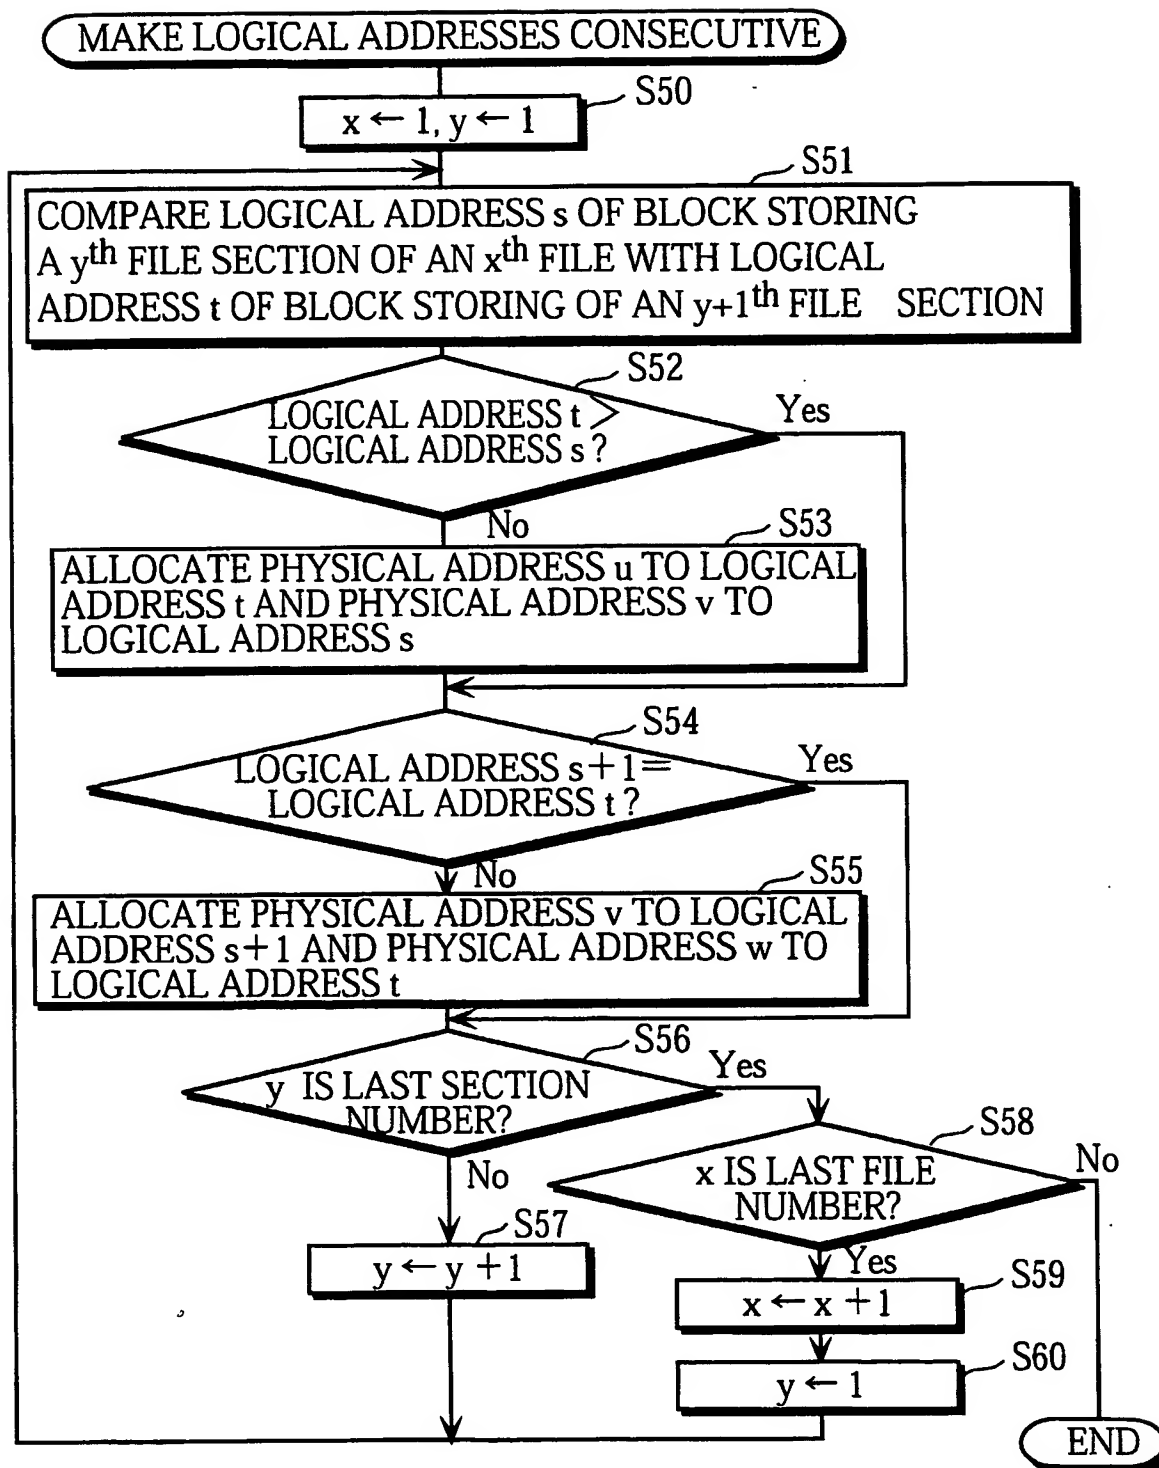 MAKE LOGICAL ADDRESSES CONSECUTIVE
S50
x ← 1, y ← 1
S51
COMPARE LOGICAL ADDRESS s OF BLOCK STORING
A yth FILE SECTION OF AN xth FILE WITH LOGICAL
ADDRESS t OF BLOCK STORING OF AN y+1th FILE SECTION
S52
LOGICAL ADDRESS t >
LOGICAL ADDRESS s ?
Yes
No
S53
ALLOCATE PHYSICAL ADDRESS u TO LOGICAL
ADDRESS t AND PHYSICAL ADDRESS v TO
LOGICAL ADDRESS s
S54
LOGICAL ADDRESS s+1=
LOGICAL ADDRESS t ?
Yes
No
S55
ALLOCATE PHYSICAL ADDRESS v TO LOGICAL
ADDRESS s+1 AND PHYSICAL ADDRESS w TO
LOGICAL ADDRESS t
S56
y IS LAST SECTION
NUMBER?
Yes
No
S58
x IS LAST FILE
NUMBER?
No
Yes
S57
y ← y +1
S59
x ← x +1
S60
y ← 1
END